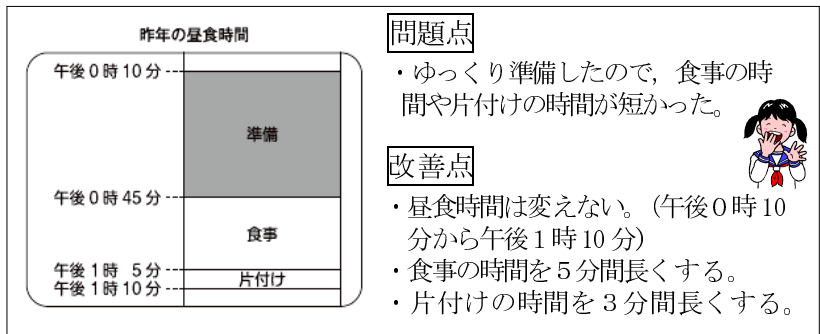 昨年の昼食時間
午後0時10分
準備
午後0時45分
食事
午後1時 5分
片付け
午後1時10分
問題点
・ゆっくり準備したので，食事の時
間や片付けの時間が短かった。
改善点
・昼食時間は変えない。（午後０時10
分から午後１時10分）
・食事の時間を５分間長くする。
・片付けの時間を３分間長くする。